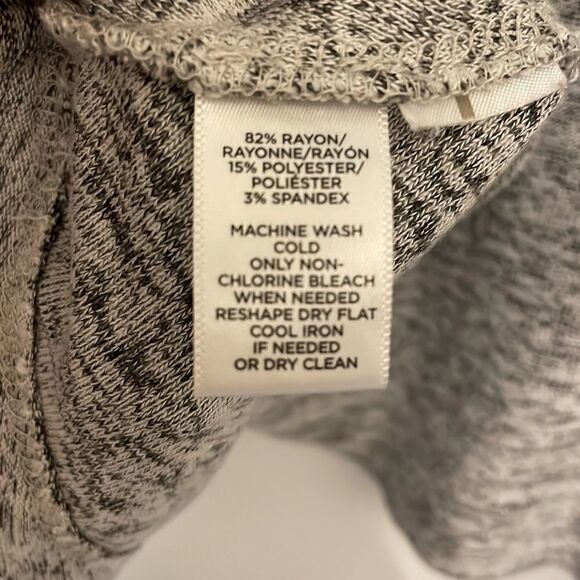 82% RAYON/
RAYONNE/RAYÓN
15% POLYESTER/
POLIÉSTER
3% SPANDEX
MACHINE WASH
COLD
ONLY NON-
CHLORINE BLEACH
WHEN NEEDED
RESHAPE DRY FLAT
COOL IRON
IF NEEDED
OR DRY CLEAN